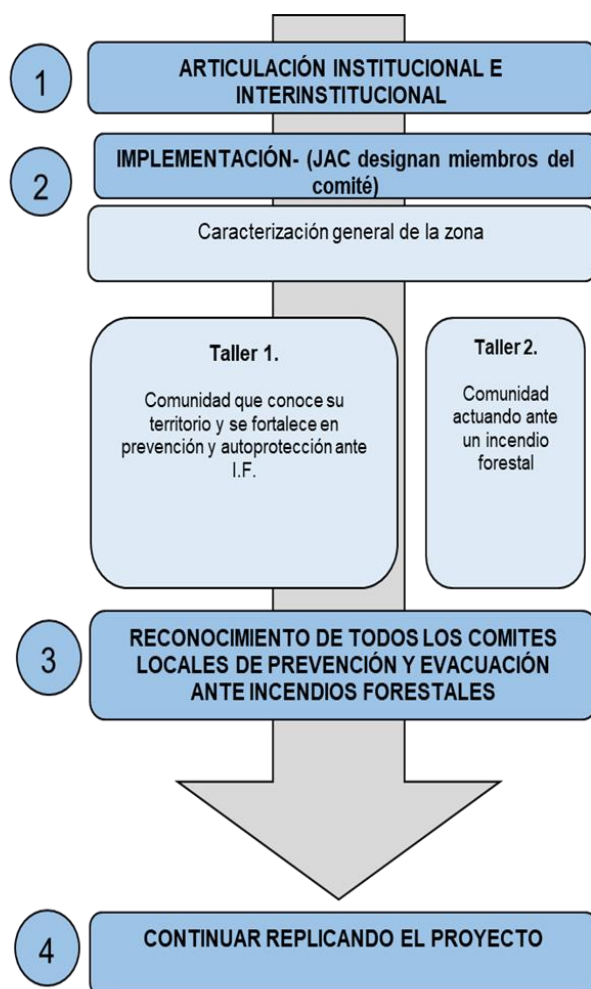 1
ARTICULACIÓN INSTITUCIONAL E
INTERINSTITUCIONAL
2
IMPLEMENTACIÓN- (JAC designan miembros del
comité)
Caracterización general de la zona
Taller 1.
Comunidad que conoce su
territorio y se fortalece en
prevención y autoprotección ante
I.F.
Taller 2.
Comunidad
actuando ante
un incendio
forestal
3
RECONOCIMIENTO DE TODOS LOS COMITES
LOCALES DE PREVENCIÓN Y EVACUACIÓN
ANTE INCENDIOS FORESTALES
4
CONTINUAR REPLICANDO EL PROYECTO